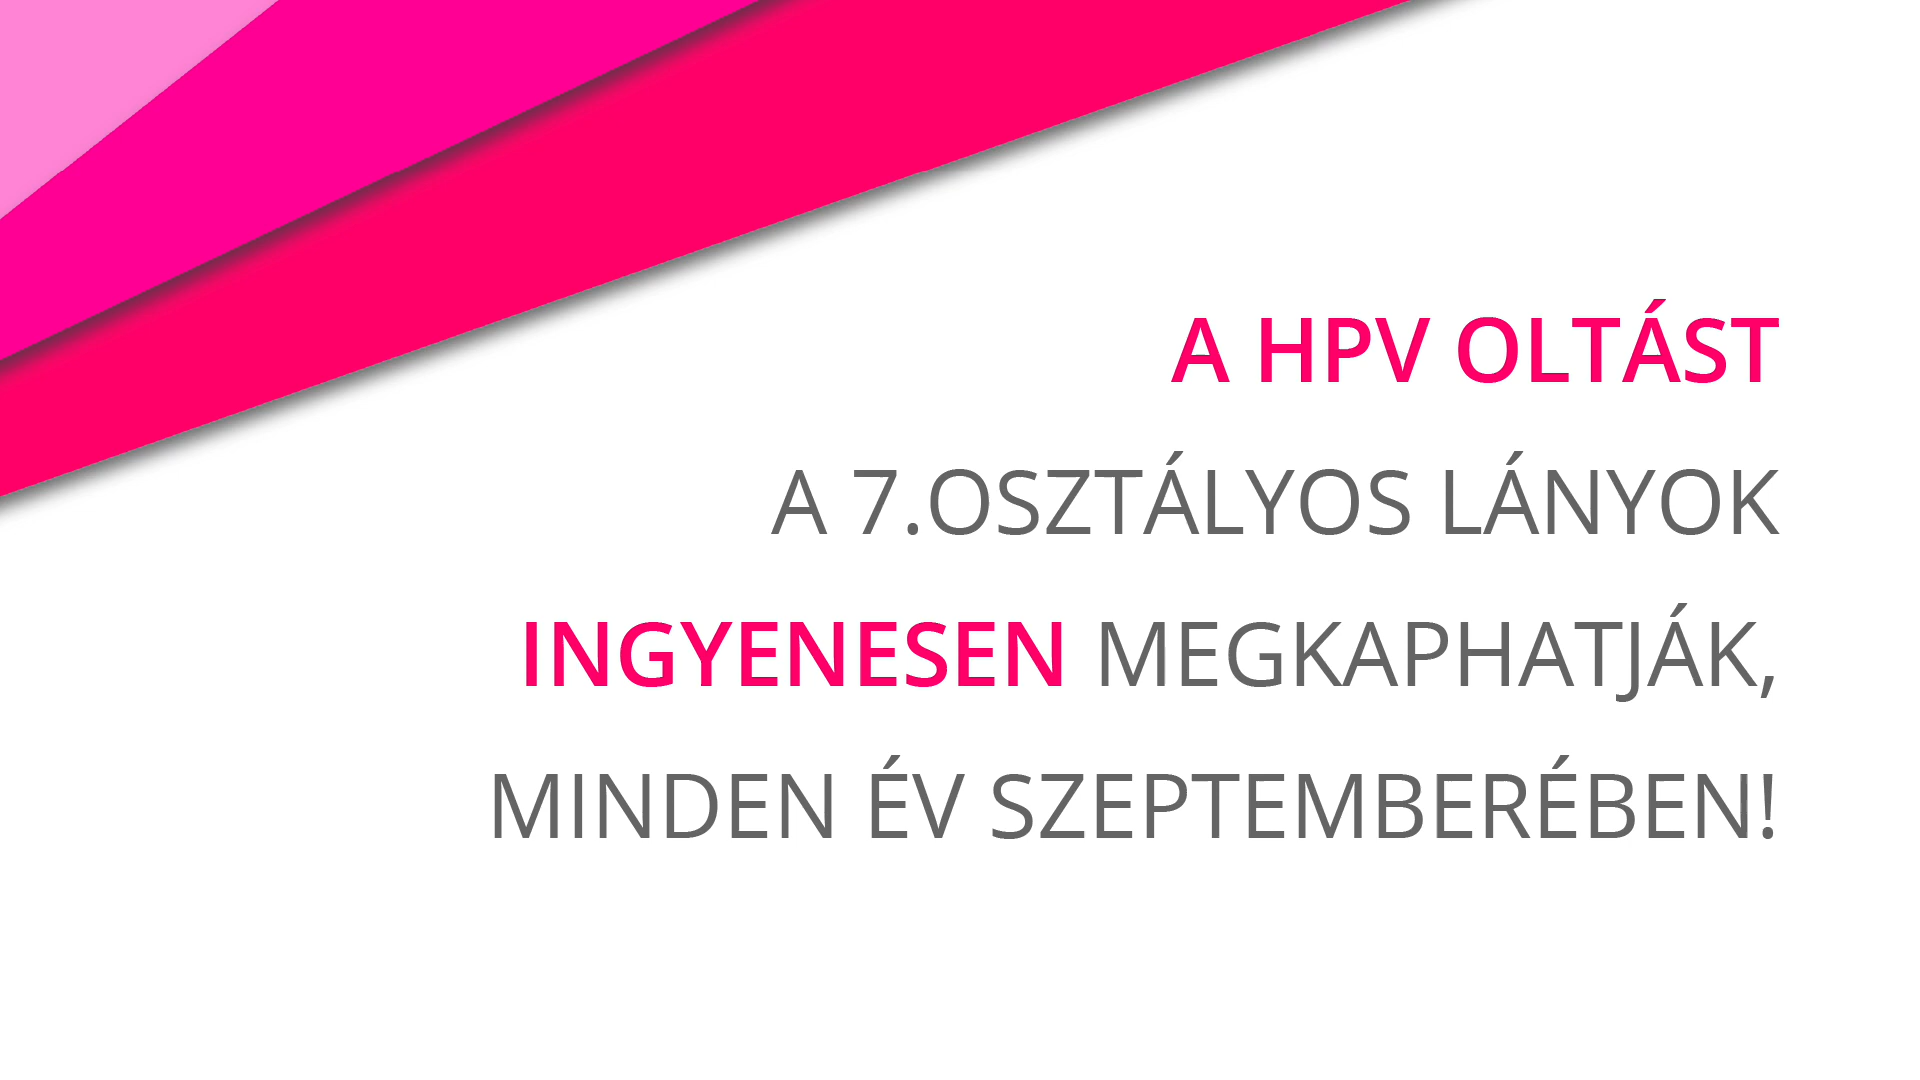 A HPV OLTÁST
A 7.OSZTÁLYOS LÁNYOK
INGYENESEN MEGKAPHATJÁK,
MINDEN ÉV SZEPTEMBERÉBEN!